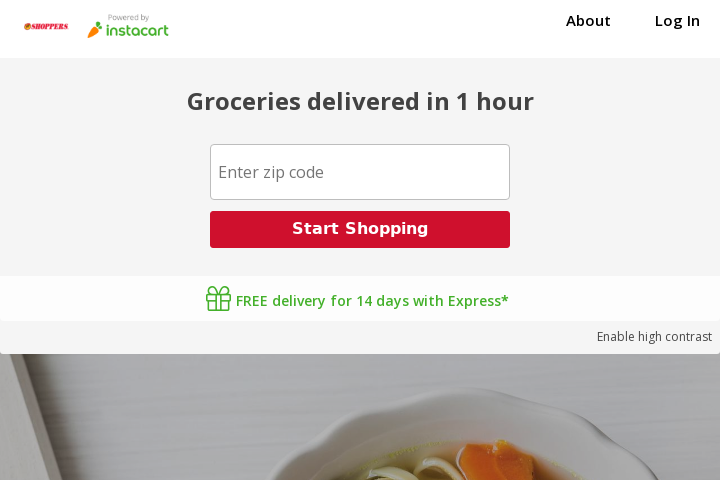 SHOPPERS
Powered by
instacart
About
Log In
Groceries delivered in 1 hour
Enter zip code
Start Shopping
FREE delivery for 14 days with Express*
Enable high contrast